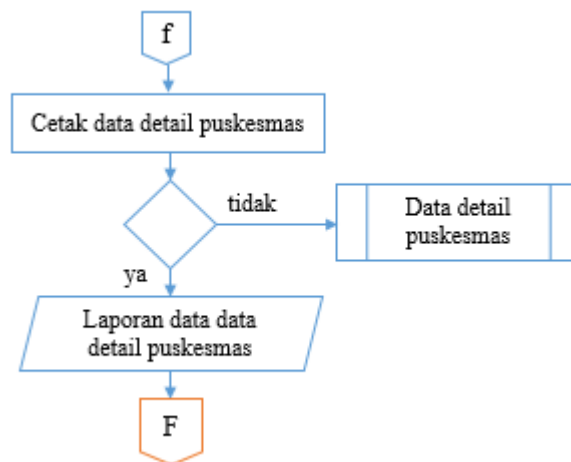 f
Cetak data detail puskesmas
tidak
Data detail
puskesmas
ya
Laporan data data
detail puskesmas
F